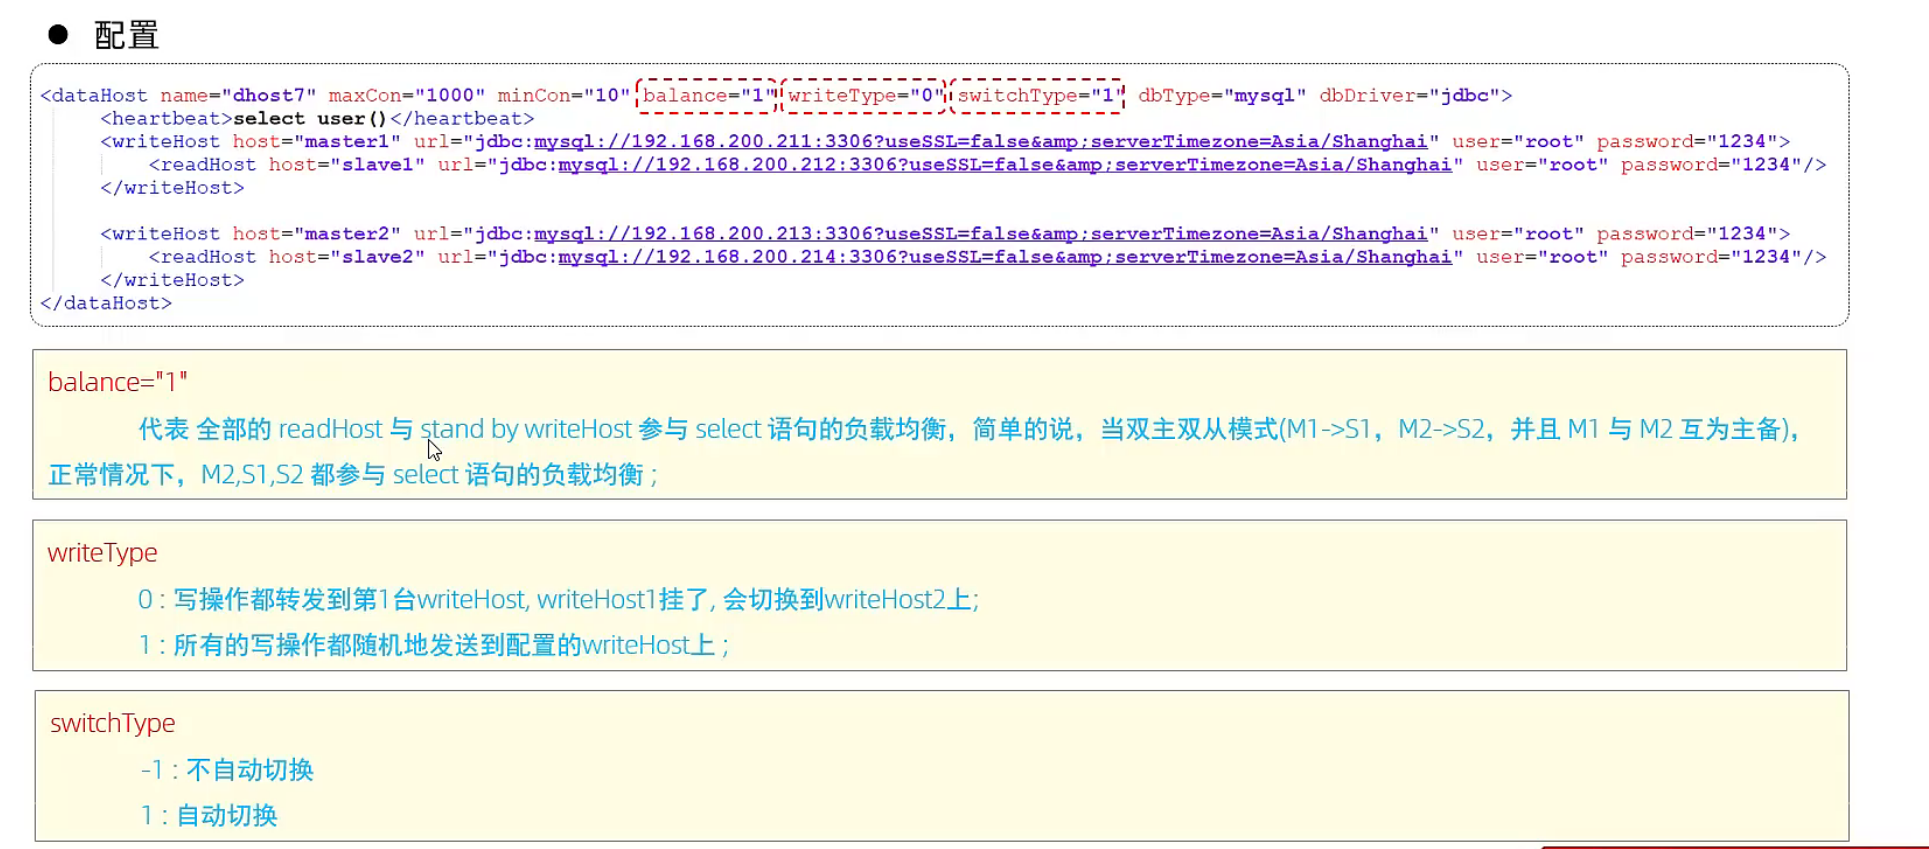 ● 配置
<dataHost name="dhost7" maxCon="1000" minCon="10" balance="1" writeType="0" switchType="1" dbType="mysql" dbDriver="jdbc">
<heartbeat>select user()</heartbeat>
<writeHost host="master1" url="jdbc:mysql://192.168.200.211:3306?useSSL=false&amp;serverTimezone=Asia/Shanghai" user="root" password="1234">
<readHost host="slave1" url="jdbc:mysql://192.168.200.212:3306?useSSL=false&amp;serverTimezone=Asia/Shanghai" user="root" password="1234"/>
</writeHost>
<writeHost host="master2" url="jdbc:mysql://192.168.200.213:3306?useSSL=false&amp;serverTimezone=Asia/Shanghai" user="root" password="1234">
<readHost host="slave2" url="jdbc:mysql://192.168.200.214:3306?useSSL=false&amp;serverTimezone=Asia/Shanghai" user="root" password="1234"/>
</writeHost>
</dataHost>
balance="1"
代表 全部的 readHost 与 stand by writeHost 参与 select 语句的负载均衡，简单的说，当双主双从模式(M1->S1，M2->S2，并且 M1 与 M2 互为主备)，
正常情况下，M2,S1,S2 都参与 select 语句的负载均衡 ;
writeType
0 : 写操作都转发到第1台writeHost, writeHost1挂了, 会切换到writeHost2上;
1 : 所有的写操作都随机地发送到配置的writeHost上 ;
switchType
-1 : 不自动切换
1 : 自动切换